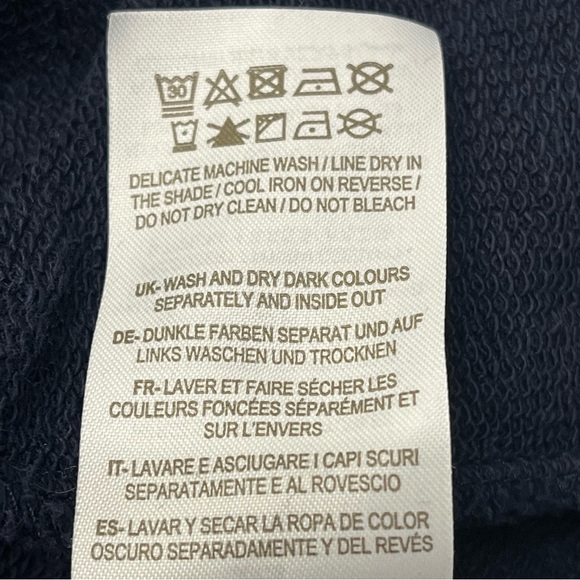 30
DELICATE MACHINE WASH / LINE DRY IN
THE SHADE / COOL IRON ON REVERSE /
DO NOT DRY CLEAN / DO NOT BLEACH
UK- WASH AND DRY DARK COLOURS
SEPARATELY AND INSIDE OUT
DE- DUNKLE FARBEN SEPARAT UND AUF
LINKS WASCHEN UND TROCKNEN
FR- LAVER ET FAIRE SÉCHER LES
COULEURS FONCÉES SÉPARÉMENT ET
SUR L'ENVERS
IT- LAVARE E ASCIUGARE I CAPI SCURI
SEPARATAMENTE E AL ROVESCIO
ES- LAVAR Y SECAR LA ROPA DE COLOR
OSCURO SEPARADAMENTE Y DEL REVÉS